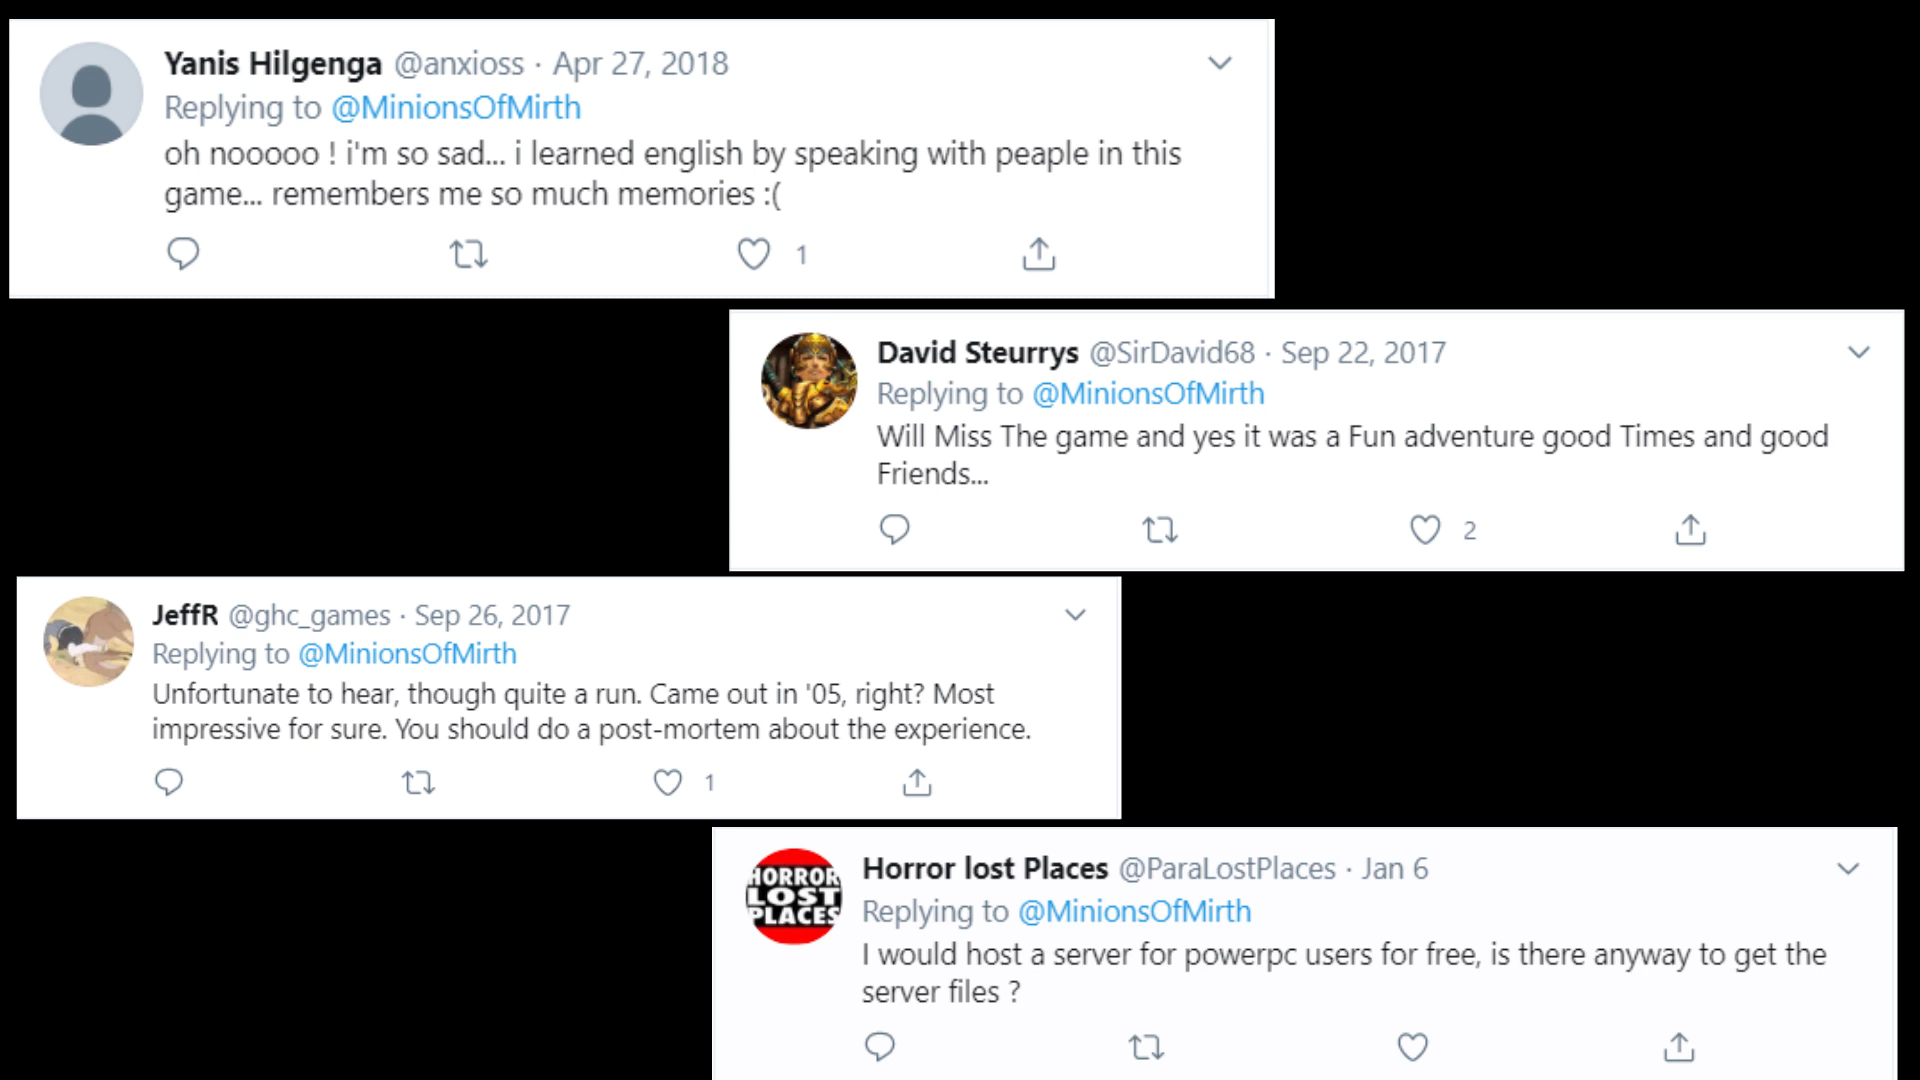 Yanis Hilgenga @anxioss · Apr 27, 2018
Replying to @MinionsOfMirth
oh nooooo ! i'm so sad... i learned english by speaking with peaple in this
game... remembers me so much memories :(
1
David Steurrys @SirDavid68 · Sep 22, 2017
Replying to @MinionsOfMirth
Will Miss The game and yes it was a Fun adventure good Times and good
Friends...
2
JeffR @ghc_games · Sep 26, 2017
Replying to @MinionsOfMirth
Unfortunate to hear, though quite a run. Came out in '05, right? Most
impressive for sure. You should do a post-mortem about the experience.
1
HORROR
LOST
PLACES
Horror lost Places @ParaLostPlaces · Jan 6
Replying to @MinionsOfMirth
I would host a server for powerpc users for free, is there anyway to get the
server files ?